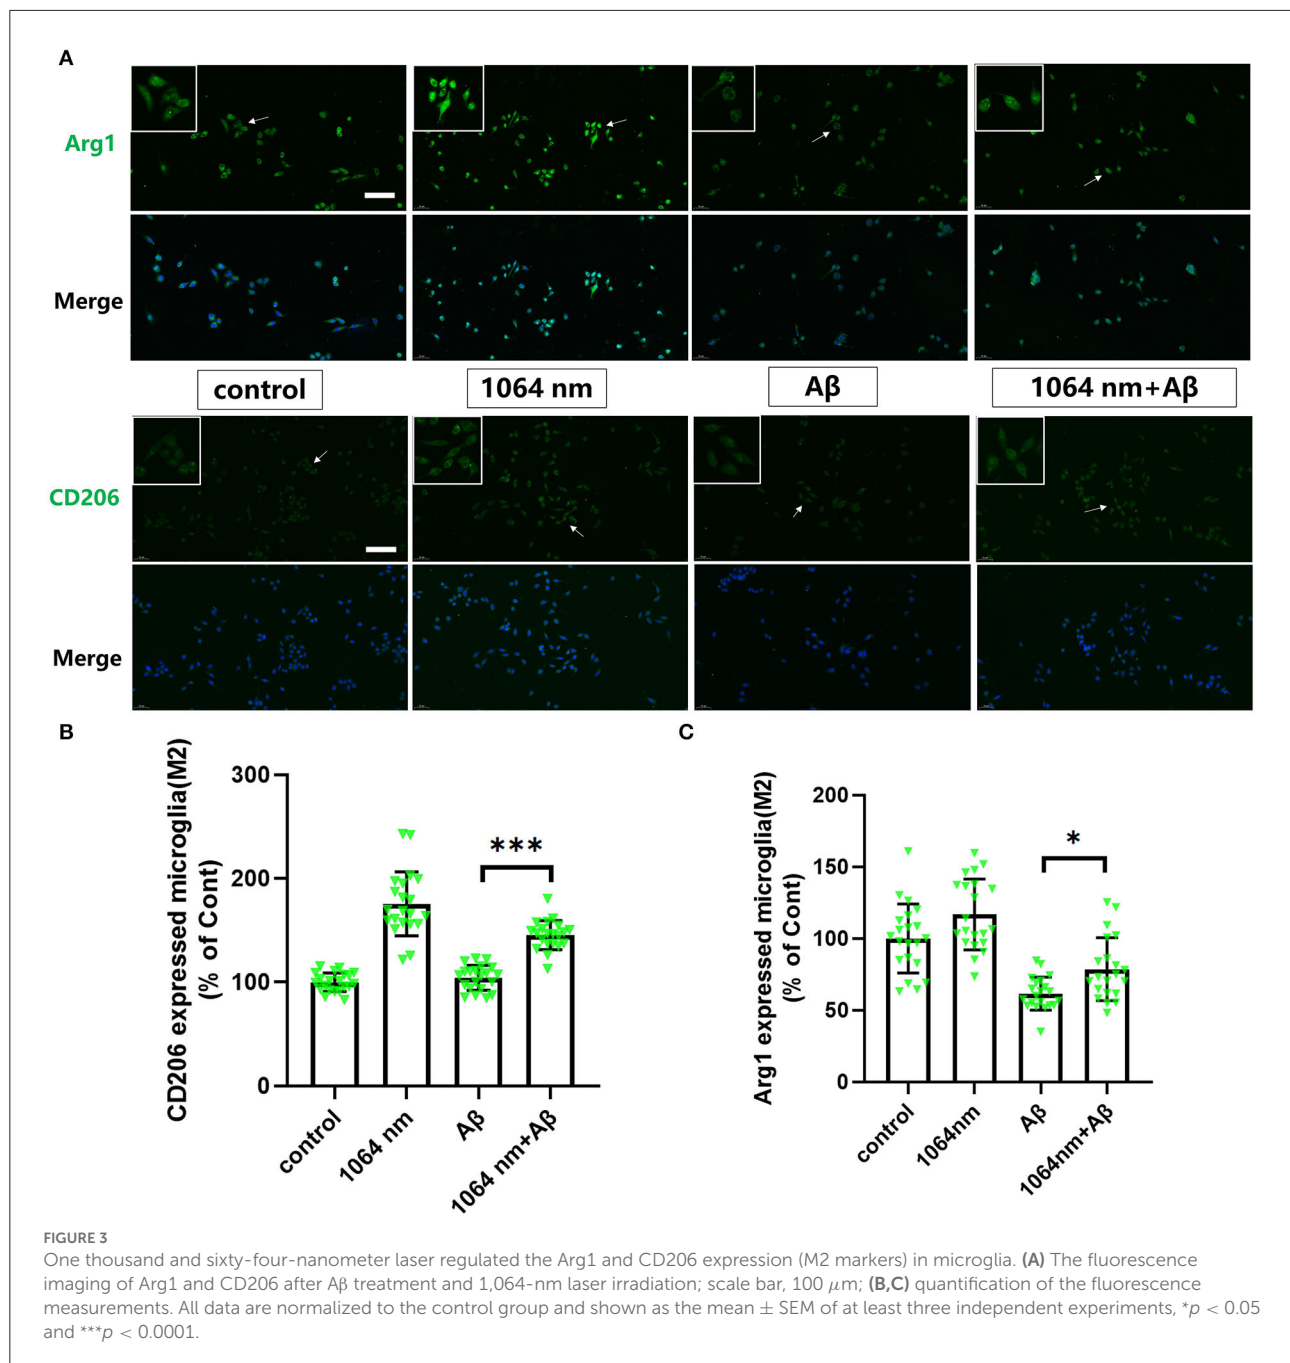 A
Arg1
Merge
control
1064 nm
Aβ
1064 nm+Aβ
CD206
Merge
B
CD206 expressed microglia(M2)
(% of Cont)
300
200
100
0
***
control
1064 nm
Aβ
1064 nm+Aβ
C
Arg1 expressed microglia(M2)
(% of Cont)
200
150
100
50
0
*
control
1064nm
Aβ
1064nm+Aβ
FIGURE 3
One thousand and sixty-four-nanometer laser regulated the Arg1 and CD206 expression (M2 markers) in microglia. (A) The fluorescence
imaging of Arg1 and CD206 after Aβ treatment and 1,064-nm laser irradiation; scale bar, 100 μm; (B,C) quantification of the fluorescence
measurements. All data are normalized to the control group and shown as the mean ± SEM of at least three independent experiments, *p < 0.05
and ***p < 0.0001.